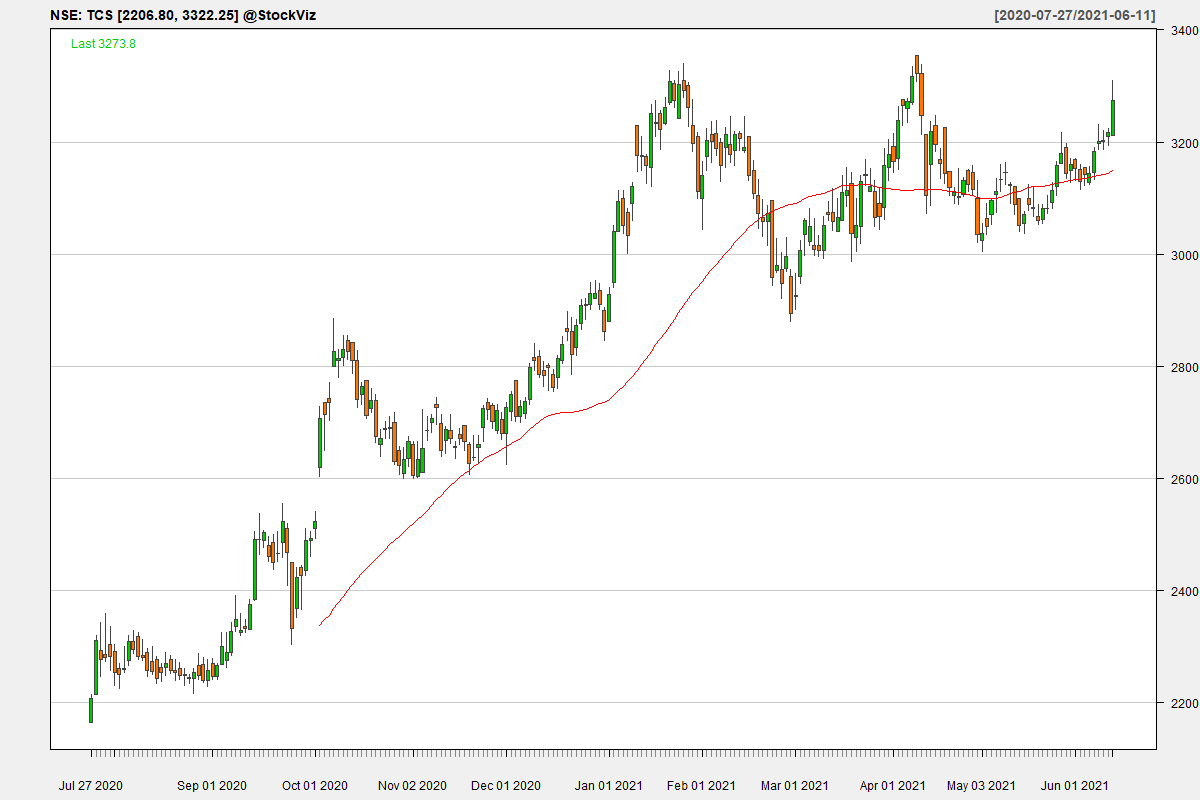 NSE: TCS [2206.80, 3322.25] @StockViz [2020-07-27/2021-06-11]
Last 3273.8
3400
3200
3000
2800
2600
2400
2200
Jul 27 2020 Sep 01 2020 Oct 01 2020 Nov 02 2020 Dec 01 2020 Jan 01 2021 Feb 01 2021 Mar 01 2021 Apr 01 2021 May 03 2021 Jun 01 2021